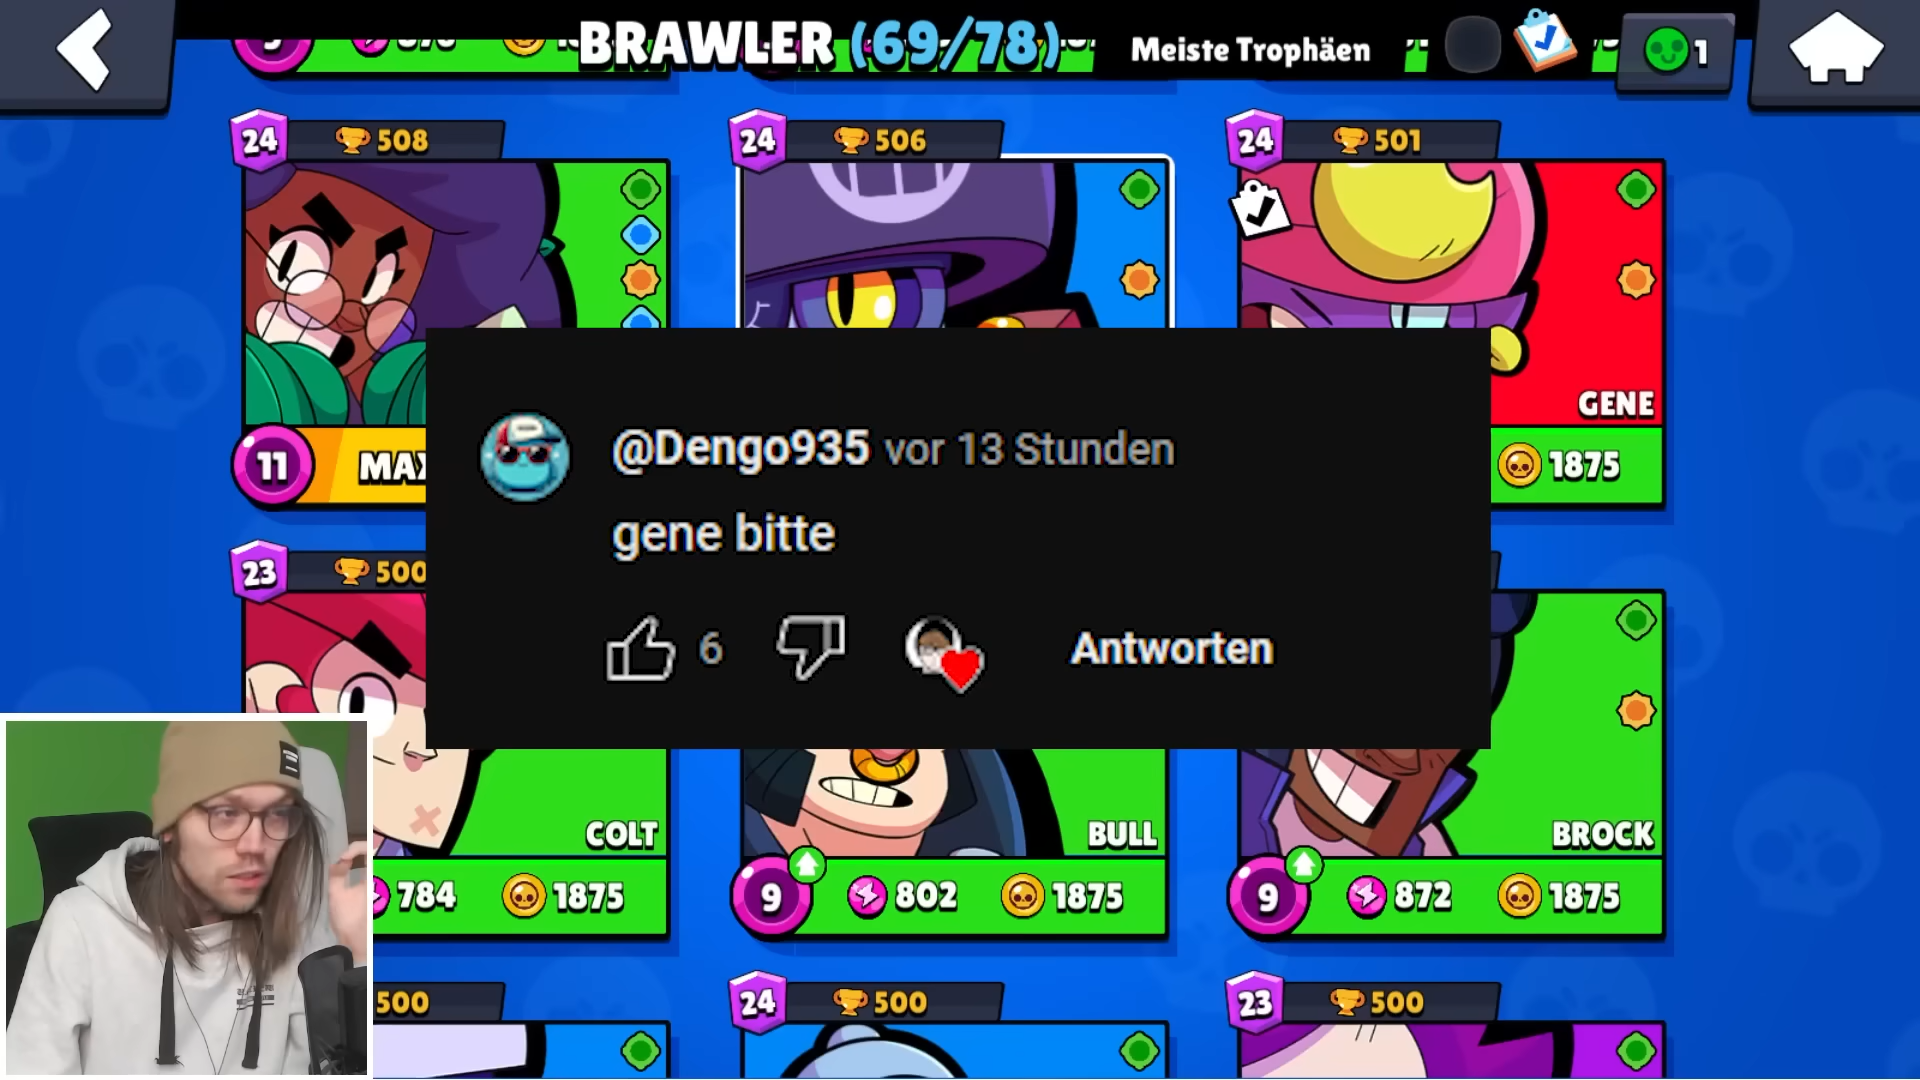 BRAWLER (69/78)
Meiste Trophäen
1
24
508
24
506
24
501
GENE
11
MAX
1875
@Dengo935 vor 13 Stunden
gene bitte
6
Antworten
23
500
COLT
BULL
BROCK
784
1875
9
802
1875
9
872
1875
500
24
500
23
500